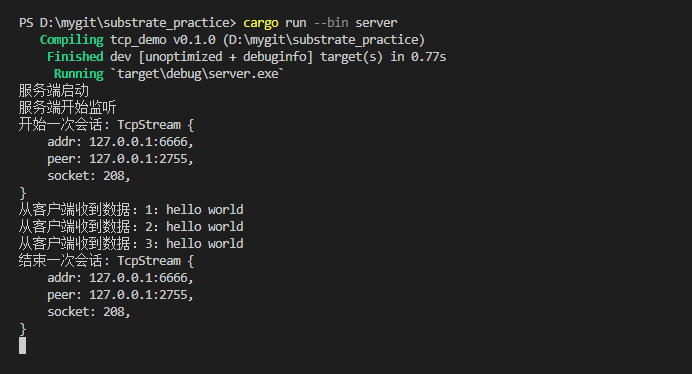 PS D:\mygit\substrate_practice> cargo run --bin server
Compiling tcp_demo v0.1.0 (D:\mygit\substrate_practice)
Finished dev [unoptimized + debuginfo] target(s) in 0.77s
Running `target\debug\server.exe`
服务端启动
服务端开始监听
开始一次会话: TcpStream {
addr: 127.0.0.1:6666,
peer: 127.0.0.1:2755,
socket: 208,
}
从客户端收到数据: 1: hello world
从客户端收到数据: 2: hello world
从客户端收到数据: 3: hello world
结束一次会话: TcpStream {
addr: 127.0.0.1:6666,
peer: 127.0.0.1:2755,
socket: 208,
}